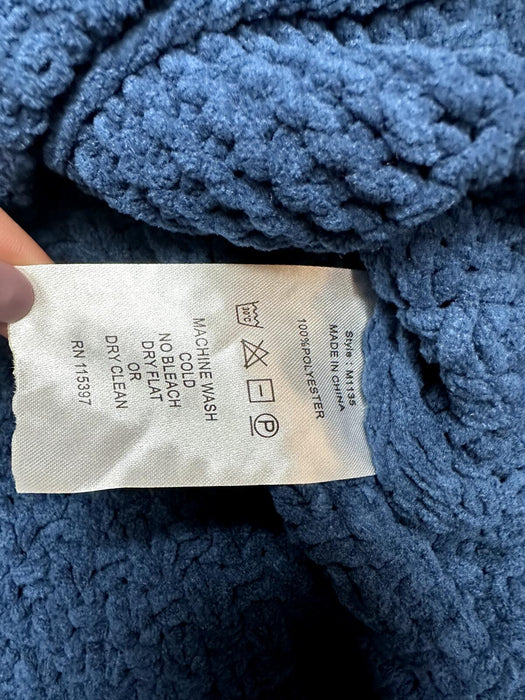 Style : M1135
MADE IN CHINA
100%POLYESTER
30°C
P
MACHINE WASH
COLD
NO BLEACH
DRY FLAT
OR
DRY CLEAN
RN 115397